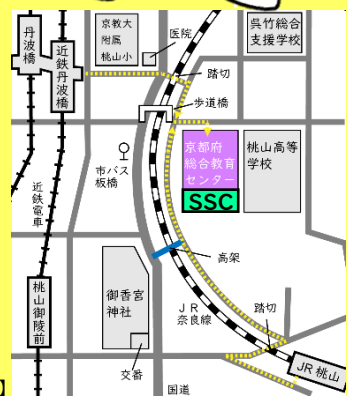 丹波橋
近鉄丹波橋
京教大
附属
桃山小
医院
呉竹総合
支援学校
踏切
歩道橋
市バス
板橋
京都府
総合教育
センター
SSC
桃山高等
学校
近鉄電車
高架
桃山御陵前
御香宮
神社
JR
奈良線
踏切
交番
JR桃山
国道